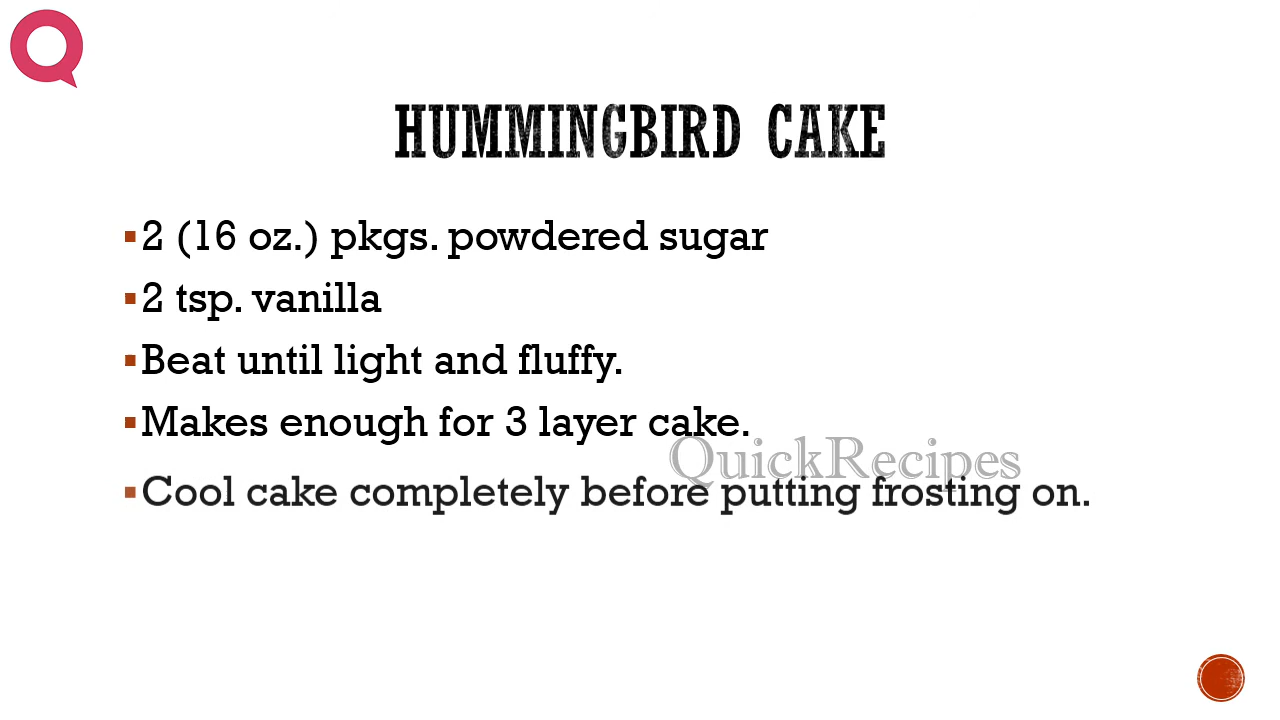 HUMMINGBIRD CAKE
2 (16 oz.) pkgs. powdered sugar
2 tsp. vanilla
Beat until light and fluffy.
Makes enough for 3 layer cake.
QuickRecipes
Cool cake completely before putting frosting on.